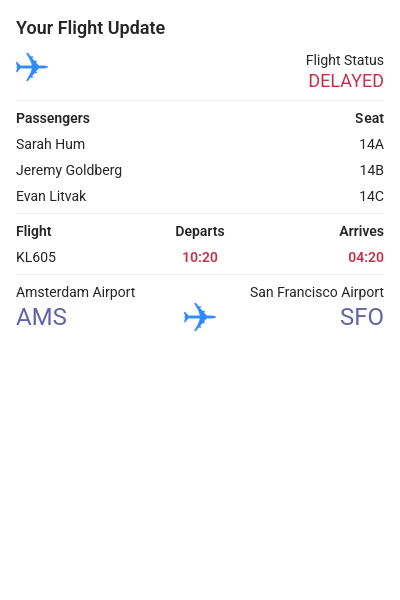 Your Flight Update
Flight Status
DELAYED
Passengers Seat
Sarah Hum 14A
Jeremy Goldberg 14B
Evan Litvak 14C
Flight Departs Arrives
KL605 10:20 04:20
Amsterdam Airport San Francisco Airport
AMS SFO